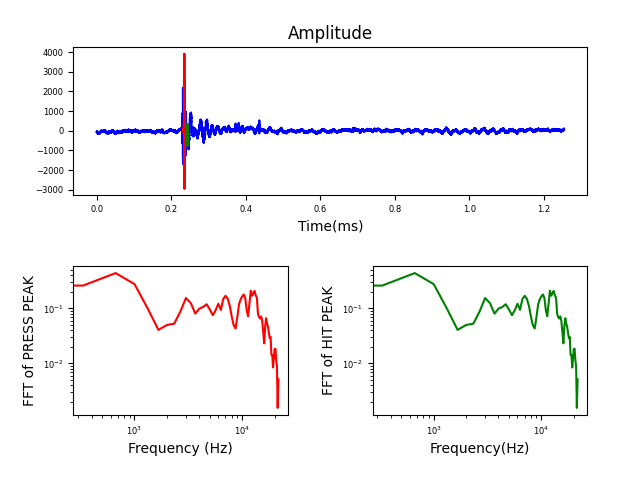 Amplitude
4000
3000
2000
1000
0
−1000
−2000
−3000
0.0 0.2 0.4 0.6 0.8 1.0 1.2
Time(ms)
FFT of PRESS PEAK
10⁻¹
10⁻²
10³ 10⁴
Frequency (Hz)
FFT of HIT PEAK
10⁻¹
10⁻²
10³ 10⁴
Frequency(Hz)